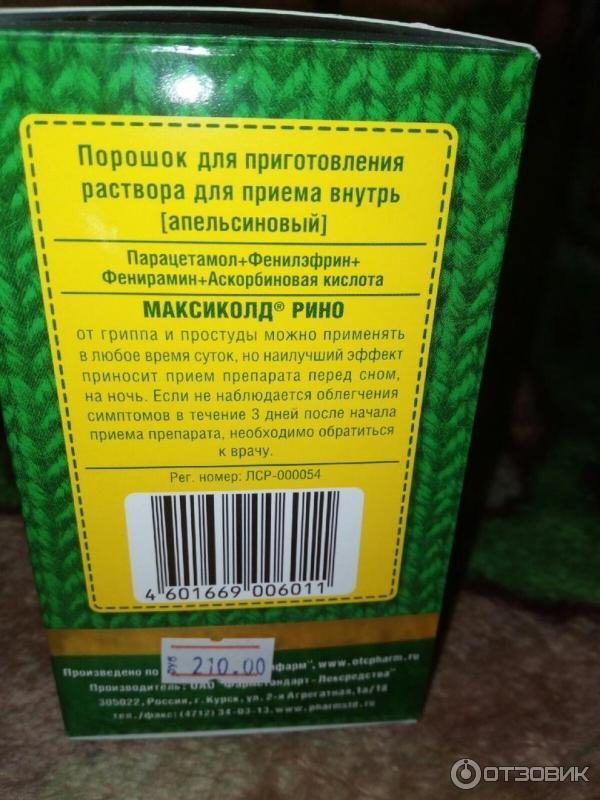 Порошок для приготовления
раствора для приема внутрь
[апельсиновый]
Парацетамол+Фенилэфрин+
Фенирамин+Аскорбиновая кислота
МАКСИКОЛД® РИНО
от гриппа и простуды можно применять
в любое время суток, но наилучший эффект
приносит прием препарата перед сном,
на ночь. Если не наблюдается облегчения
симптомов в течение 3 дней после начала
приема препарата, необходимо обратиться
к врачу.
Рег. номер: ЛСР-000054
4 601669 006011
руб 210.00
Произведено по www.otcpharm.ru
Производитель: ОАО "Фармстандарт-Лексредства"
305022, Россия, г. Курск, ул. 2-я Агрегатная, 1а/18
тел./факс: (4712) 34-03-13, www.pharmstd.ru
ОТЗОВИК